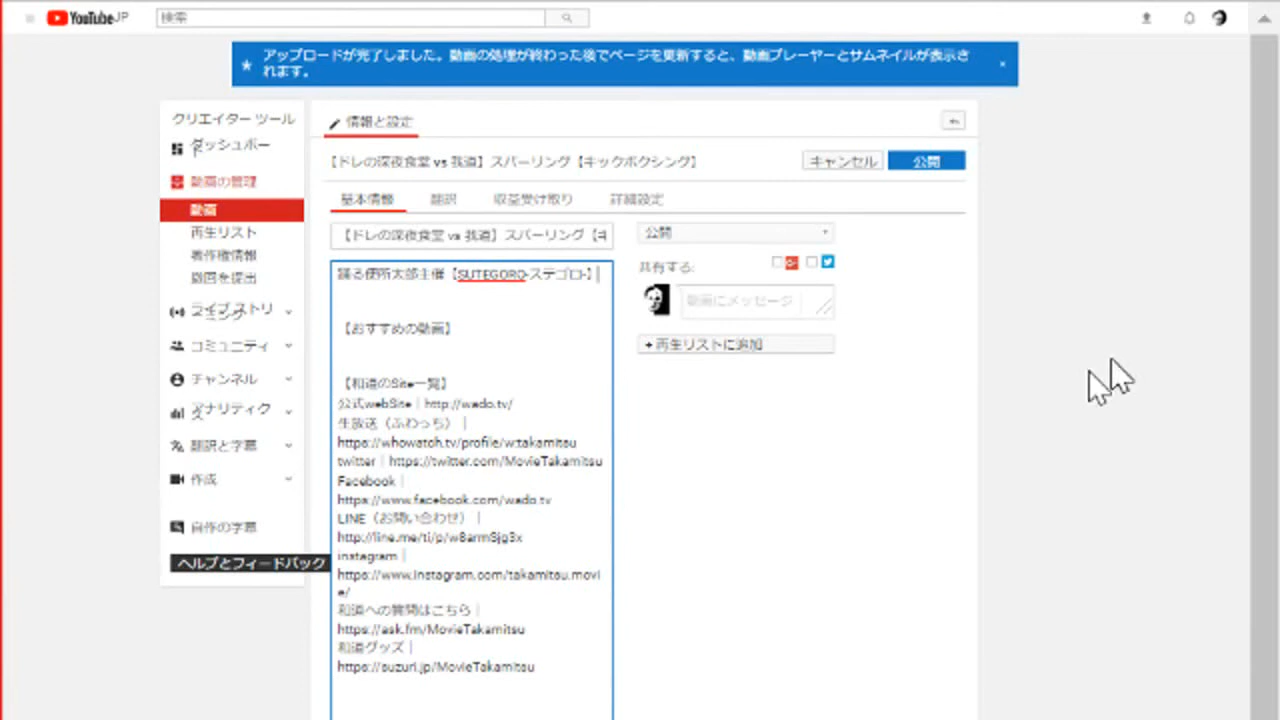 YouTube JP
検索
アップロードが完了しました。動画の処理が終わった後でページを更新すると、動画プレーヤーとサムネイルが表示さ
れます。
クリエイター ツール
ダッシュボー
ド
動画の管理
動画
再生リスト
著作権情報
撤回を提出
ライブ ストリ
ーミング
コミュニティ
チャンネル
アナリティク
ス
翻訳と字幕
作成
自作の字幕
ヘルプとフィードバック
情報と設定
【ドレの深夜食堂 vs 我道】スパーリング【キックボクシング】
キャンセル
公開
基本情報
翻訳
収益受け取り
詳細設定
【ドレの深夜食堂 vs 我道】スパーリング【キ
踊る便所太郎主催【SUTEGORO-ステゴロ-】
【おすすめの動画】
【和道のSite一覧】
公式webSite｜http://wado.tv/
生放送（ふわっち）｜
https://whowatch.tv/profile/w:takamitsu
twitter｜https://twitter.com/MovieTakamitsu
Facebook｜
https://www.facebook.com/wado.tv
LINE（お問い合わせ）｜
http://line.me/ti/p/w8armSjg3x
instagram｜
https://www.instagram.com/takamitsu.movi
e/
和道への質問はこちら｜
https://ask.fm/MovieTakamitsu
和道グッズ｜
https://suzuri.jp/MovieTakamitsu
公開
共有する:
動画にメッセージ
+ 再生リストに追加